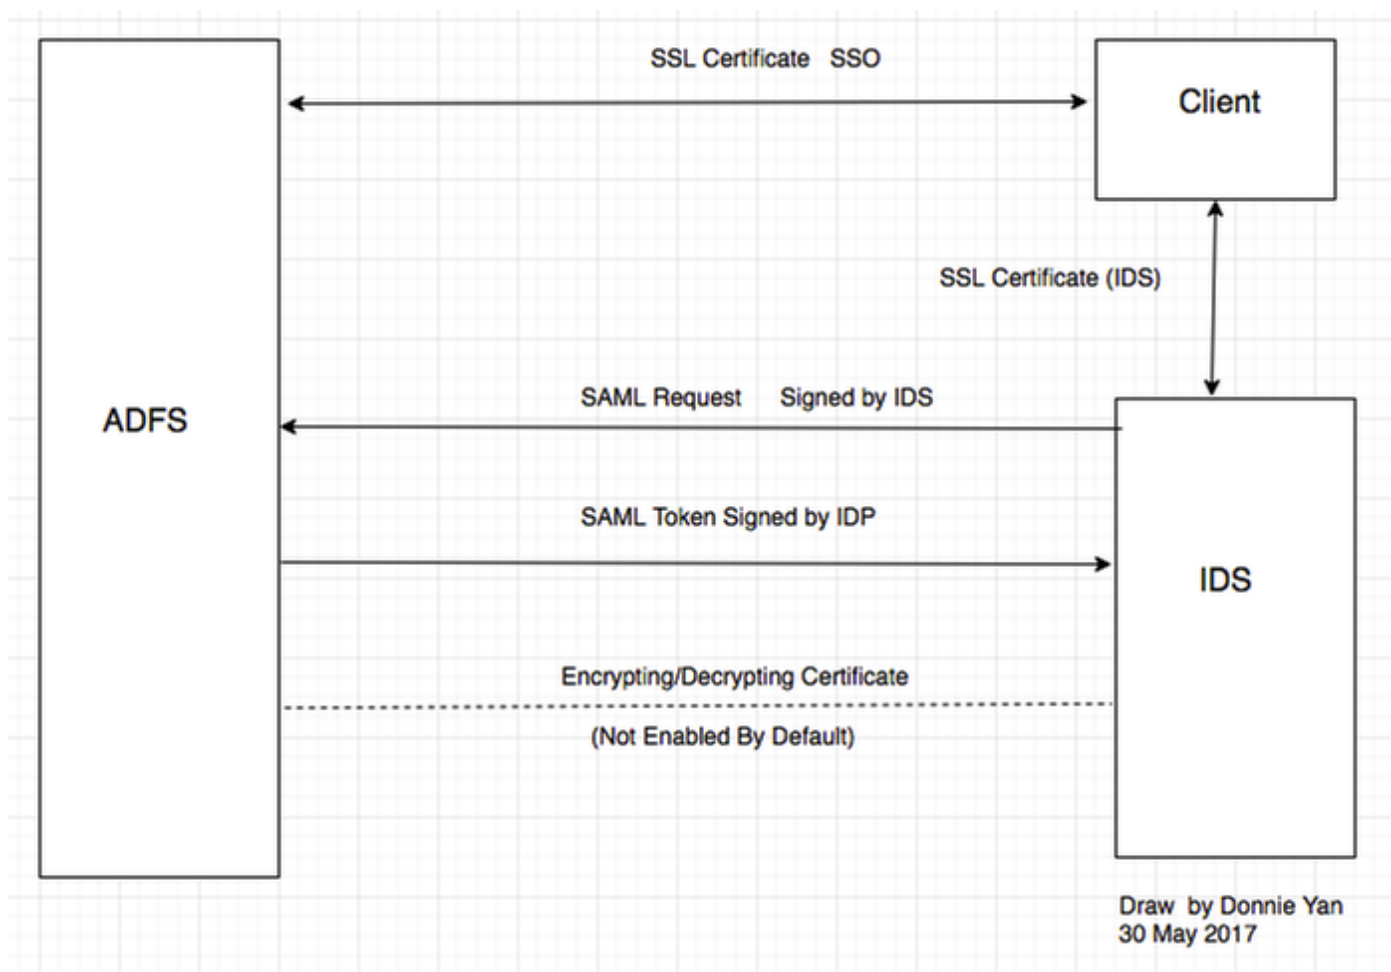 SSL Certificate   SSO
Client
SSL Certificate (IDS)
SAML Request      Signed by IDS
ADFS
SAML Token Signed by IDP
IDS
Encrypting/Decrypting Certificate
(Not Enabled By Default)
Draw  by Donnie Yan
30 May 2017